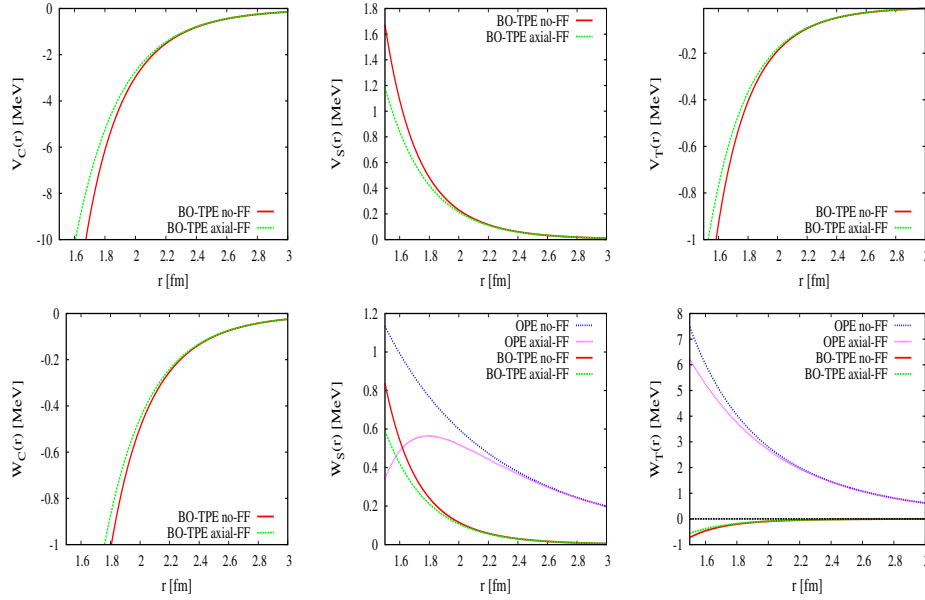 V_C(r) [MeV]
0
-2
-4
-6
-8
-10
BO-TPE no-FF
BO-TPE axial-FF
1.6 1.8 2 2.2 2.4 2.6 2.8 3
r [fm]
V_S(r) [MeV]
1.8
1.6
1.4
1.2
1
0.8
0.6
0.4
0.2
0
BO-TPE no-FF
BO-TPE axial-FF
1.6 1.8 2 2.2 2.4 2.6 2.8 3
r [fm]
V_T(r) [MeV]
-0.2
-0.4
-0.6
-0.8
-1
BO-TPE no-FF
BO-TPE axial-FF
1.6 1.8 2 2.2 2.4 2.6 2.8 3
r [fm]
W_C(r) [MeV]
0
-0.2
-0.4
-0.6
-0.8
-1
BO-TPE no-FF
BO-TPE axial-FF
1.6 1.8 2 2.2 2.4 2.6 2.8 3
r [fm]
W_S(r) [MeV]
1.2
1
0.8
0.6
0.4
0.2
0
OPE no-FF
OPE axial-FF
BO-TPE no-FF
BO-TPE axial-FF
1.6 1.8 2 2.2 2.4 2.6 2.8 3
r [fm]
W_T(r) [MeV]
8
7
6
5
4
3
2
1
0
-1
OPE no-FF
OPE axial-FF
BO-TPE no-FF
BO-TPE axial-FF
1.6 1.8 2 2.2 2.4 2.6 2.8 3
r [fm]